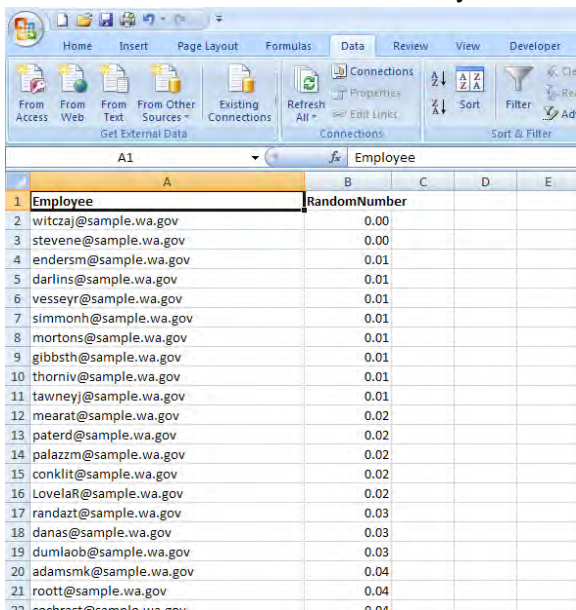 Home Insert Page Layout Formulas Data Review View Developer
From Access From Web From Text From Other Sources Existing Connections Refresh All Connections Properties Edit Links Sort Filter
Get External Data Connections Sort & Filter
A1 fx Employee
A B C D E
1 Employee RandomNumber
2 witczaj@sample.wa.gov 0.00
3 stevene@sample.wa.gov 0.00
4 endersm@sample.wa.gov 0.01
5 darlins@sample.wa.gov 0.01
6 vesseyr@sample.wa.gov 0.01
7 simmonh@sample.wa.gov 0.01
8 mortons@sample.wa.gov 0.01
9 gibbsth@sample.wa.gov 0.01
10 thorniv@sample.wa.gov 0.01
11 tawneyj@sample.wa.gov 0.01
12 mearat@sample.wa.gov 0.02
13 paterd@sample.wa.gov 0.02
14 palazzm@sample.wa.gov 0.02
15 conklit@sample.wa.gov 0.02
16 LovelaR@sample.wa.gov 0.02
17 randazt@sample.wa.gov 0.03
18 danas@sample.wa.gov 0.03
19 dumlaob@sample.wa.gov 0.03
20 adamsmk@sample.wa.gov 0.04
21 roott@sample.wa.gov 0.04